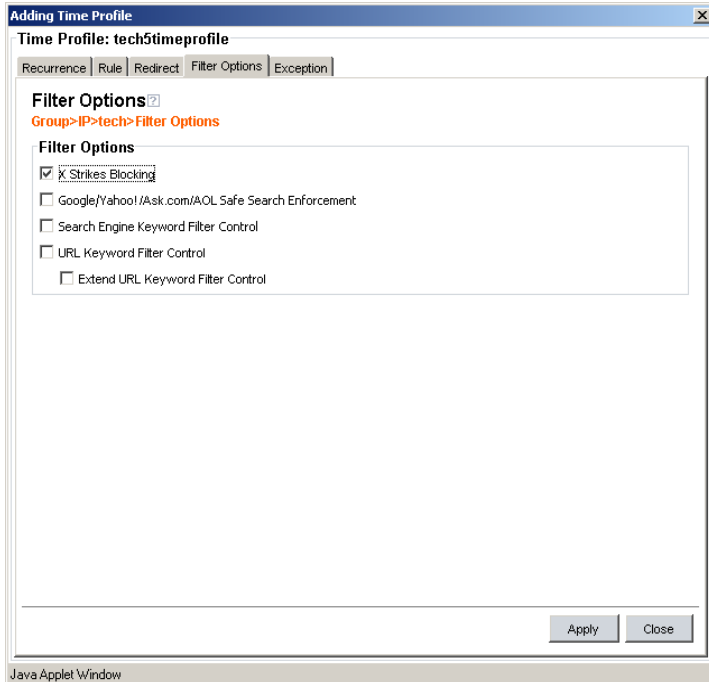 Adding Time Profile
Time Profile: tech5timeprofile
Recurrence Rule Redirect Filter Options Exception
Filter Options ?
Group>IP>tech>Filter Options
Filter Options
X Strikes Blocking
Google/Yahoo!/Ask.com/AOL Safe Search Enforcement
Search Engine Keyword Filter Control
URL Keyword Filter Control
Extend URL Keyword Filter Control
Apply Close
Java Applet Window